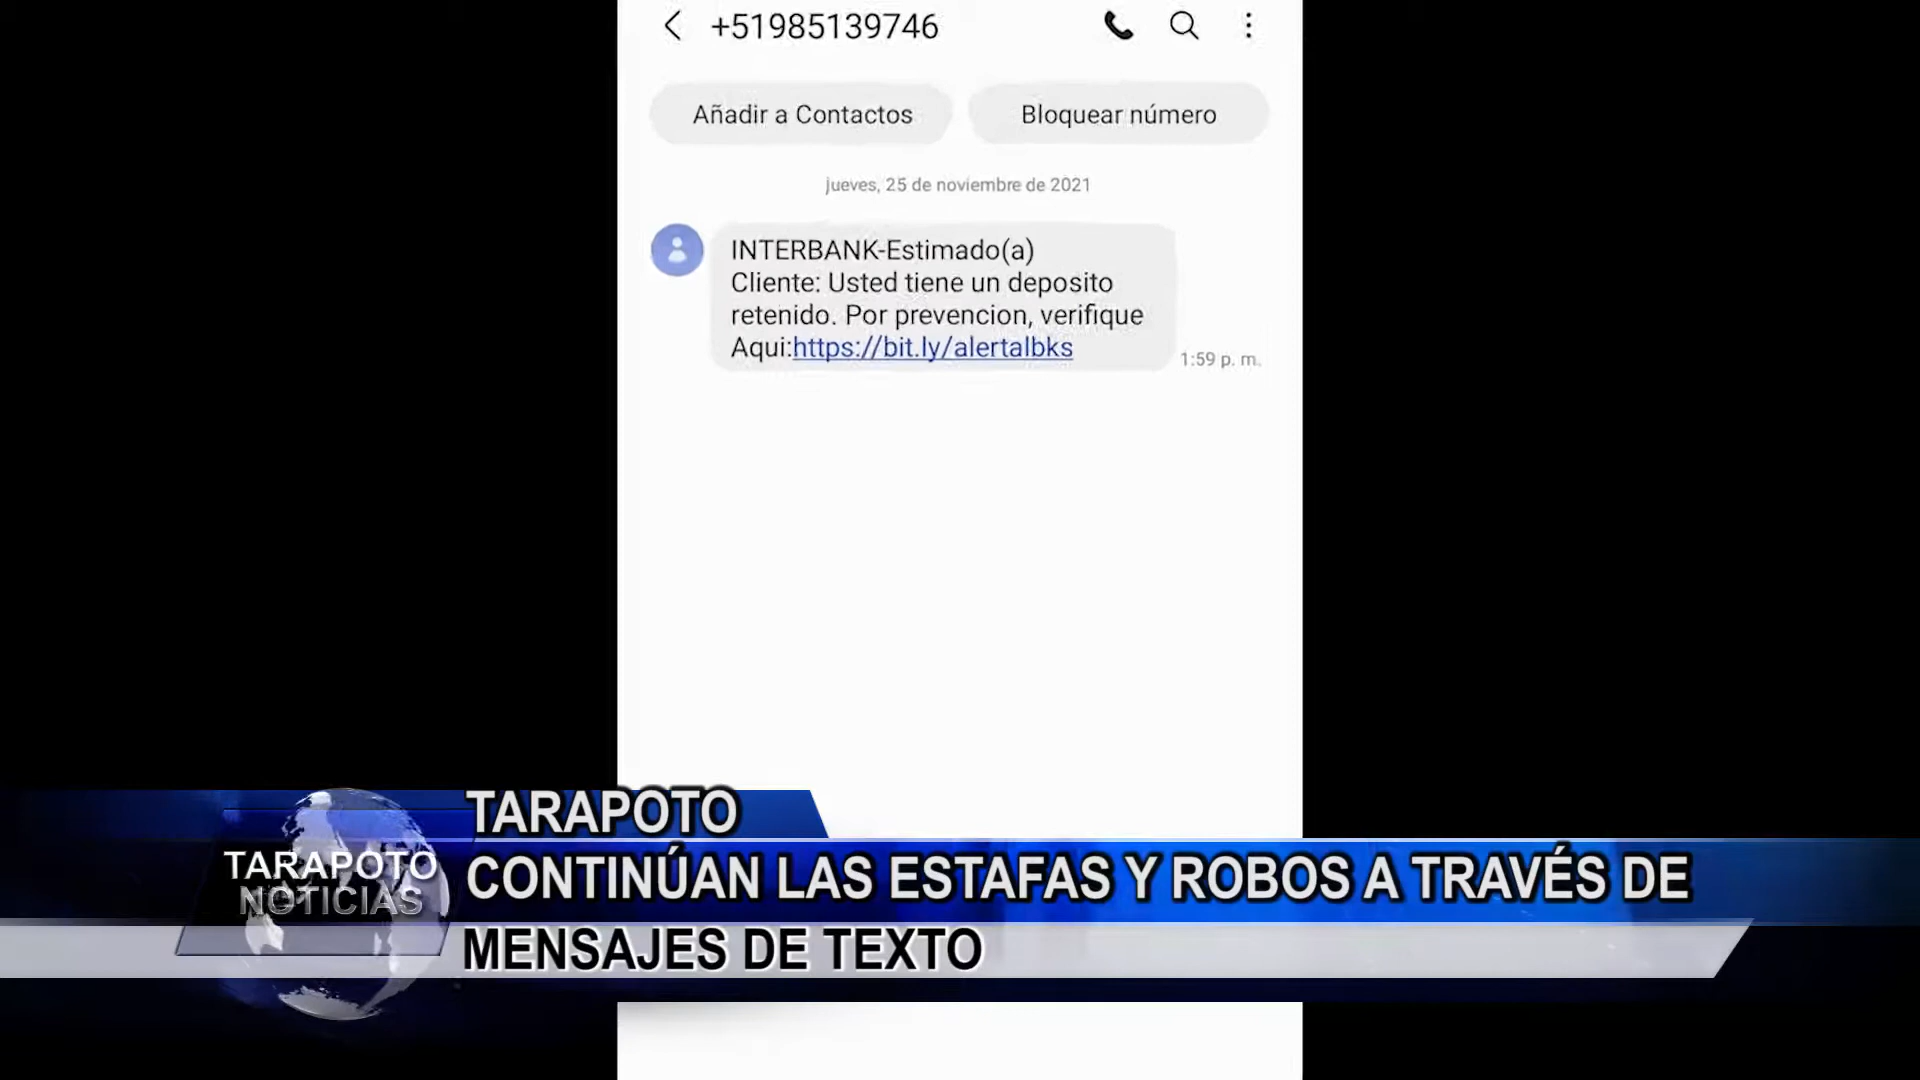 +51985139746
Añadir a Contactos
Bloquear número
jueves, 25 de noviembre de 2021
INTERBANK-Estimado(a)
Cliente: Usted tiene un deposito
retenido. Por prevencion, verifique
Aqui:https://bit.ly/alertalbks
1:59 p. m.
TARAPOTO
CONTINÚAN LAS ESTAFAS Y ROBOS A TRAVÉS DE
MENSAJES DE TEXTO
TARAPOTO
NOTICIAS